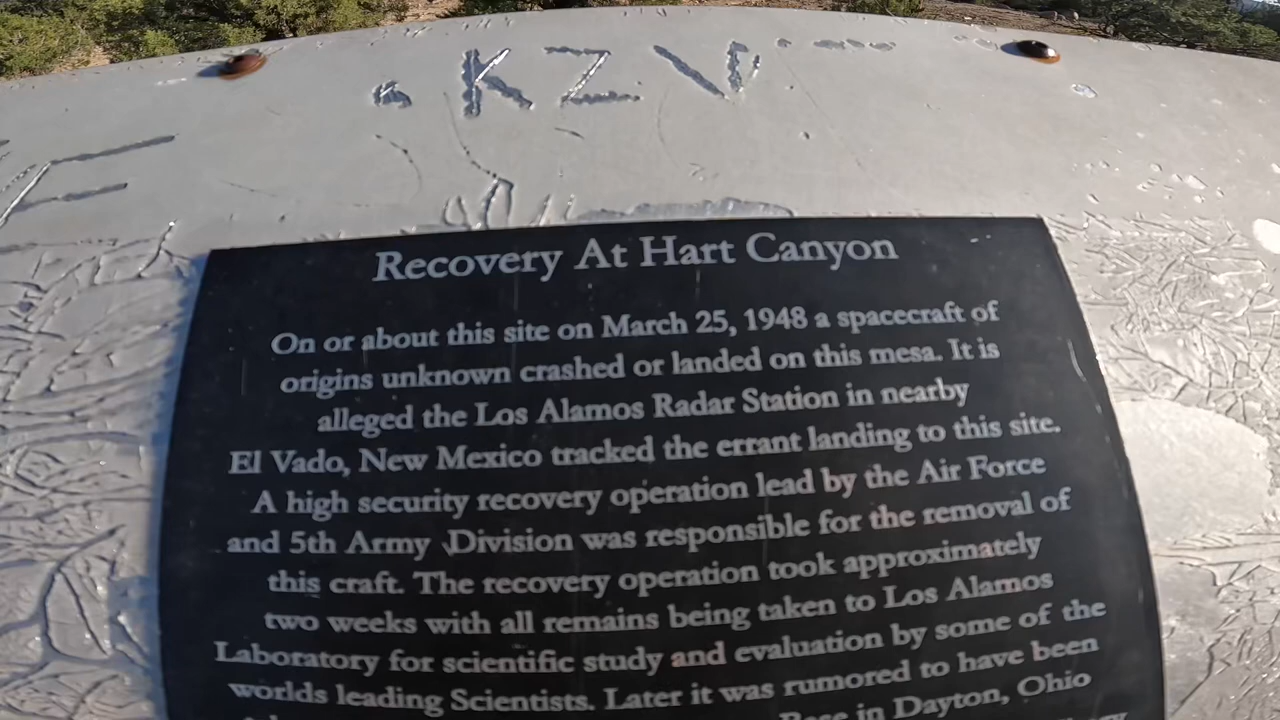 KZV
Recovery At Hart Canyon
On or about this site on March 25, 1948 a spacecraft of
origins unknown crashed or landed on this mesa. It is
alleged the Los Alamos Radar Station in nearby
El Vado, New Mexico tracked the errant landing to this site.
A high security recovery operation lead by the Air Force
and 5th Army Division was responsible for the removal of
this craft. The recovery operation took approximately
two weeks with all remains being taken to Los Alamos
Laboratory for scientific study and evaluation by some of the
worlds leading Scientists. Later it was rumored to have been
Base in Dayton, Ohio